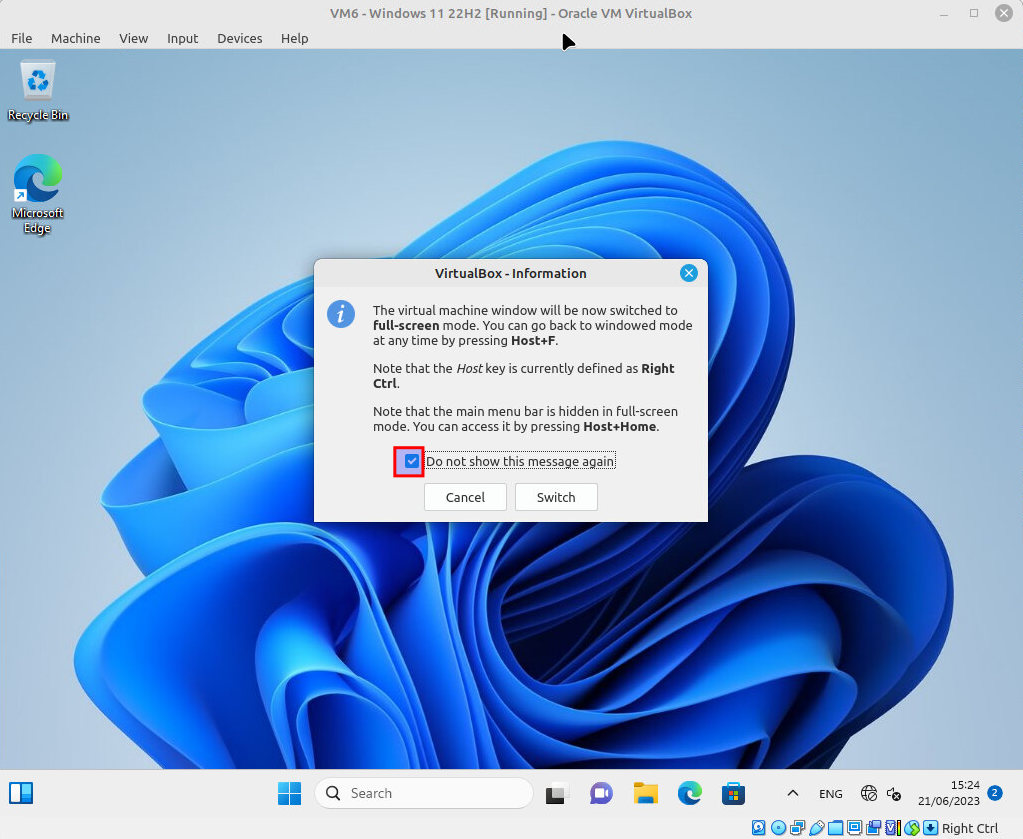 VM6 - Windows 11 22H2 [Running] - Oracle VM VirtualBox
File Machine View Input Devices Help
Recycle Bin
Microsoft
Edge
VirtualBox - Information
The virtual machine window will be now switched to
full-screen mode. You can go back to windowed mode
at any time by pressing Host+F.
Note that the Host key is currently defined as Right
Ctrl.
Note that the main menu bar is hidden in full-screen
mode. You can access it by pressing Host+Home.
Do not show this message again
Cancel Switch
Search
ENG
15:24
21/06/2023
2
Right Ctrl